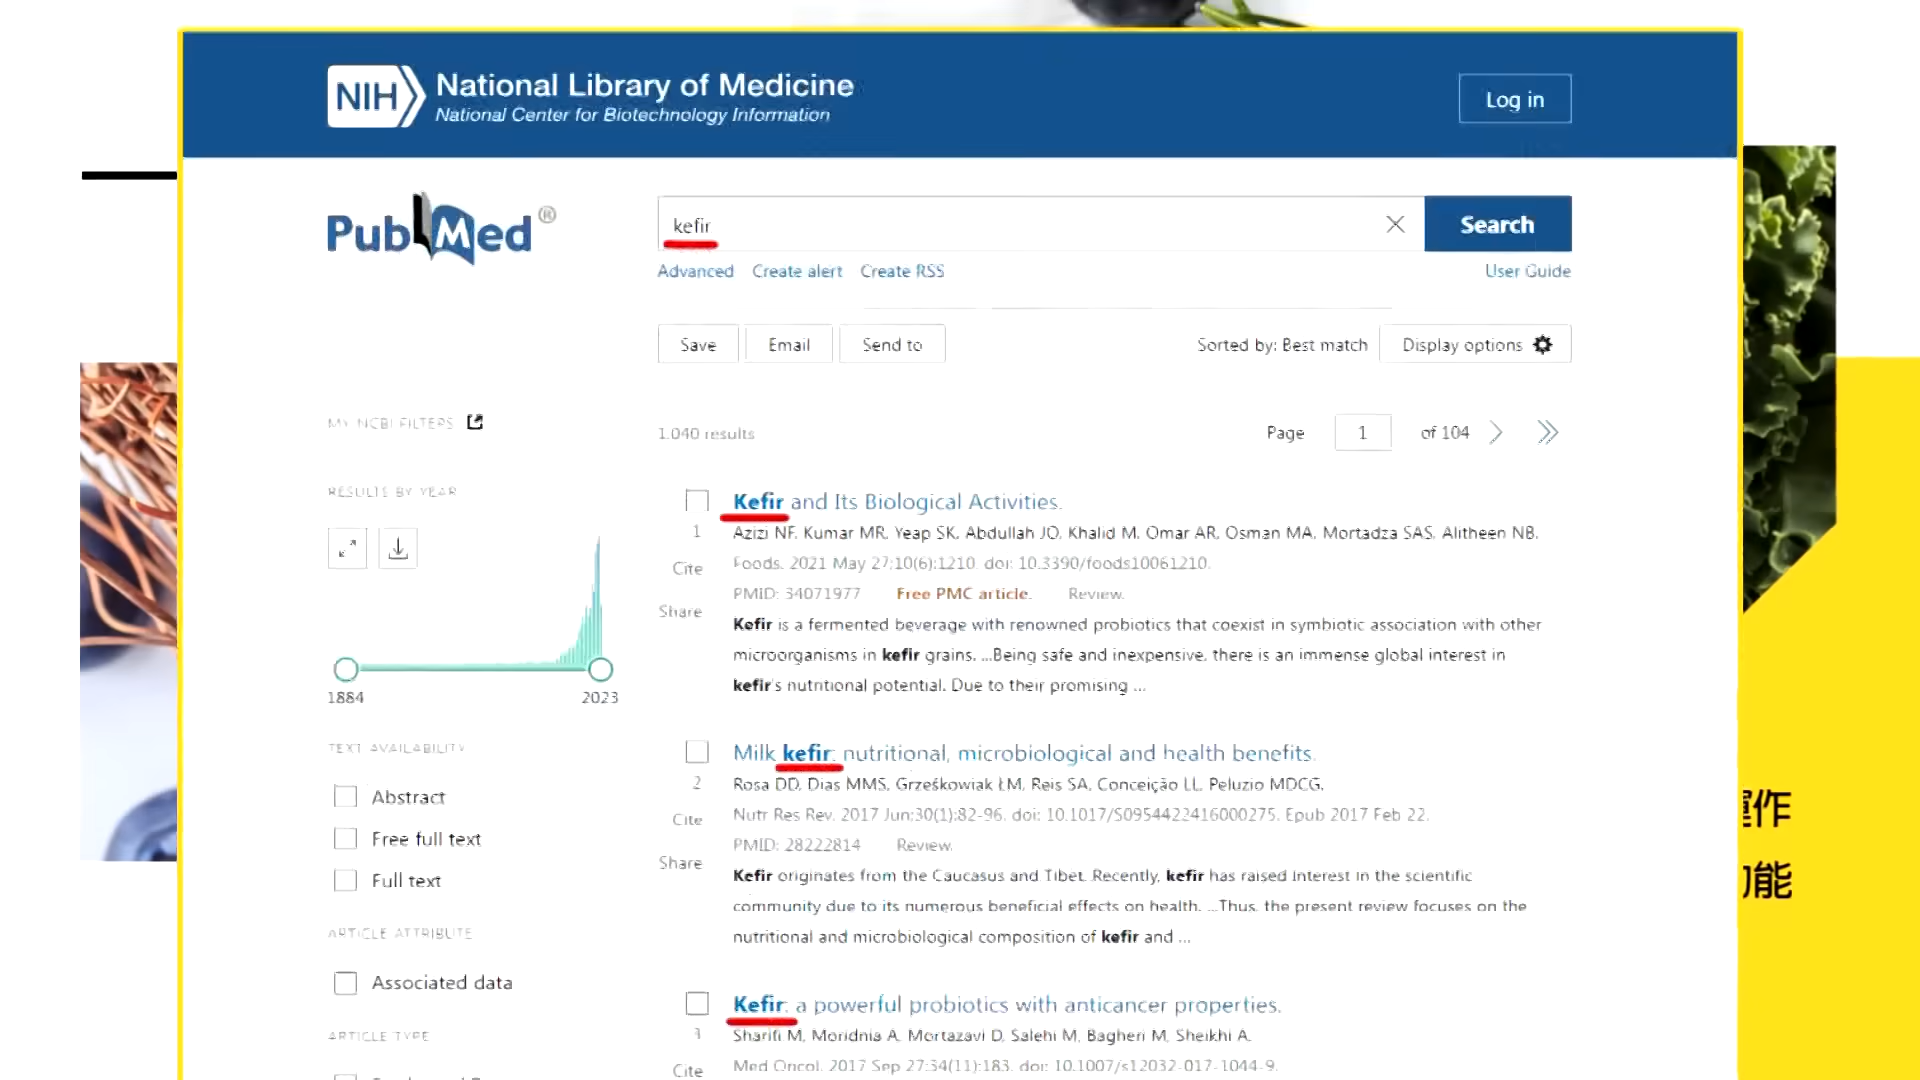 NIH National Library of Medicine
National Center for Biotechnology Information
Log in
PubMed®
kefir
Search
Advanced Create alert Create RSS
User Guide
Save Email Send to
Sorted by: Best match Display options
MY NCBI FILTERS
1,040 results
Page 1 of 104
RESULTS BY YEAR
1884 2023
TEXT AVAILABILITY
Abstract
Free full text
Full text
ARTICLE ATTRIBUTE
Associated data
ARTICLE TYPE
Kefir and Its Biological Activities.
1
Azizi NF, Kumar MR, Yeap SK, Abdullah JO, Khalid M, Omar AR, Osman MA, Mortadza SAS, Alitheen NB.
Cite
Foods. 2021 May 27;10(6):1210. doi: 10.3390/foods10061210.
PMID: 34071977 Free PMC article. Review.
Share
Kefir is a fermented beverage with renowned probiotics that coexist in symbiotic association with other
microorganisms in kefir grains. ...Being safe and inexpensive, there is an immense global interest in
kefir's nutritional potential. Due to their promising ...
Milk kefir: nutritional, microbiological and health benefits.
2
Rosa DD, Dias MMS, Grześkowiak ŁM, Reis SA, Conceição LL, Peluzio MDCG.
Cite
Nutr Res Rev. 2017 Jun;30(1):82-96. doi: 10.1017/S0954422416000275. Epub 2017 Feb 22.
PMID: 28222814 Review.
Share
Kefir originates from the Caucasus and Tibet. Recently, kefir has raised interest in the scientific
community due to its numerous beneficial effects on health. ...Thus, the present review focuses on the
nutritional and microbiological composition of kefir and ...
Kefir: a powerful probiotics with anticancer properties.
3
Sharifi M, Moridnia A, Mortazavi D, Salehi M, Bagheri M, Sheikhi A.
Cite
Med Oncol. 2017 Sep 27;34(11):183. doi: 10.1007/s12032-017-1044-9.
作
能